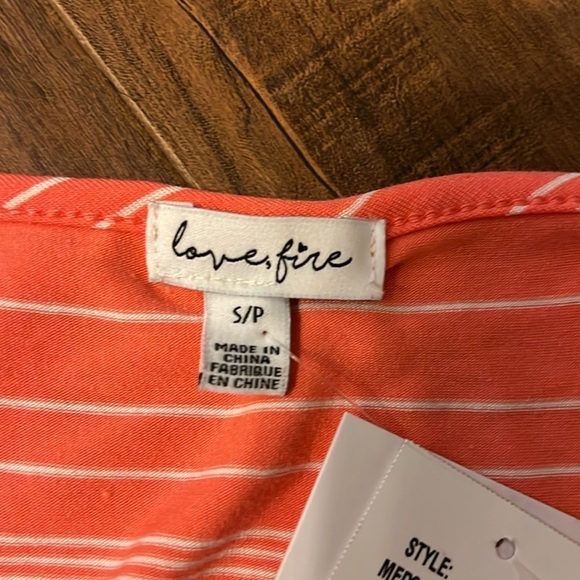 love, fire
S/P
MADE IN
CHINA
FABRIQUE
EN CHINE
STYLE: